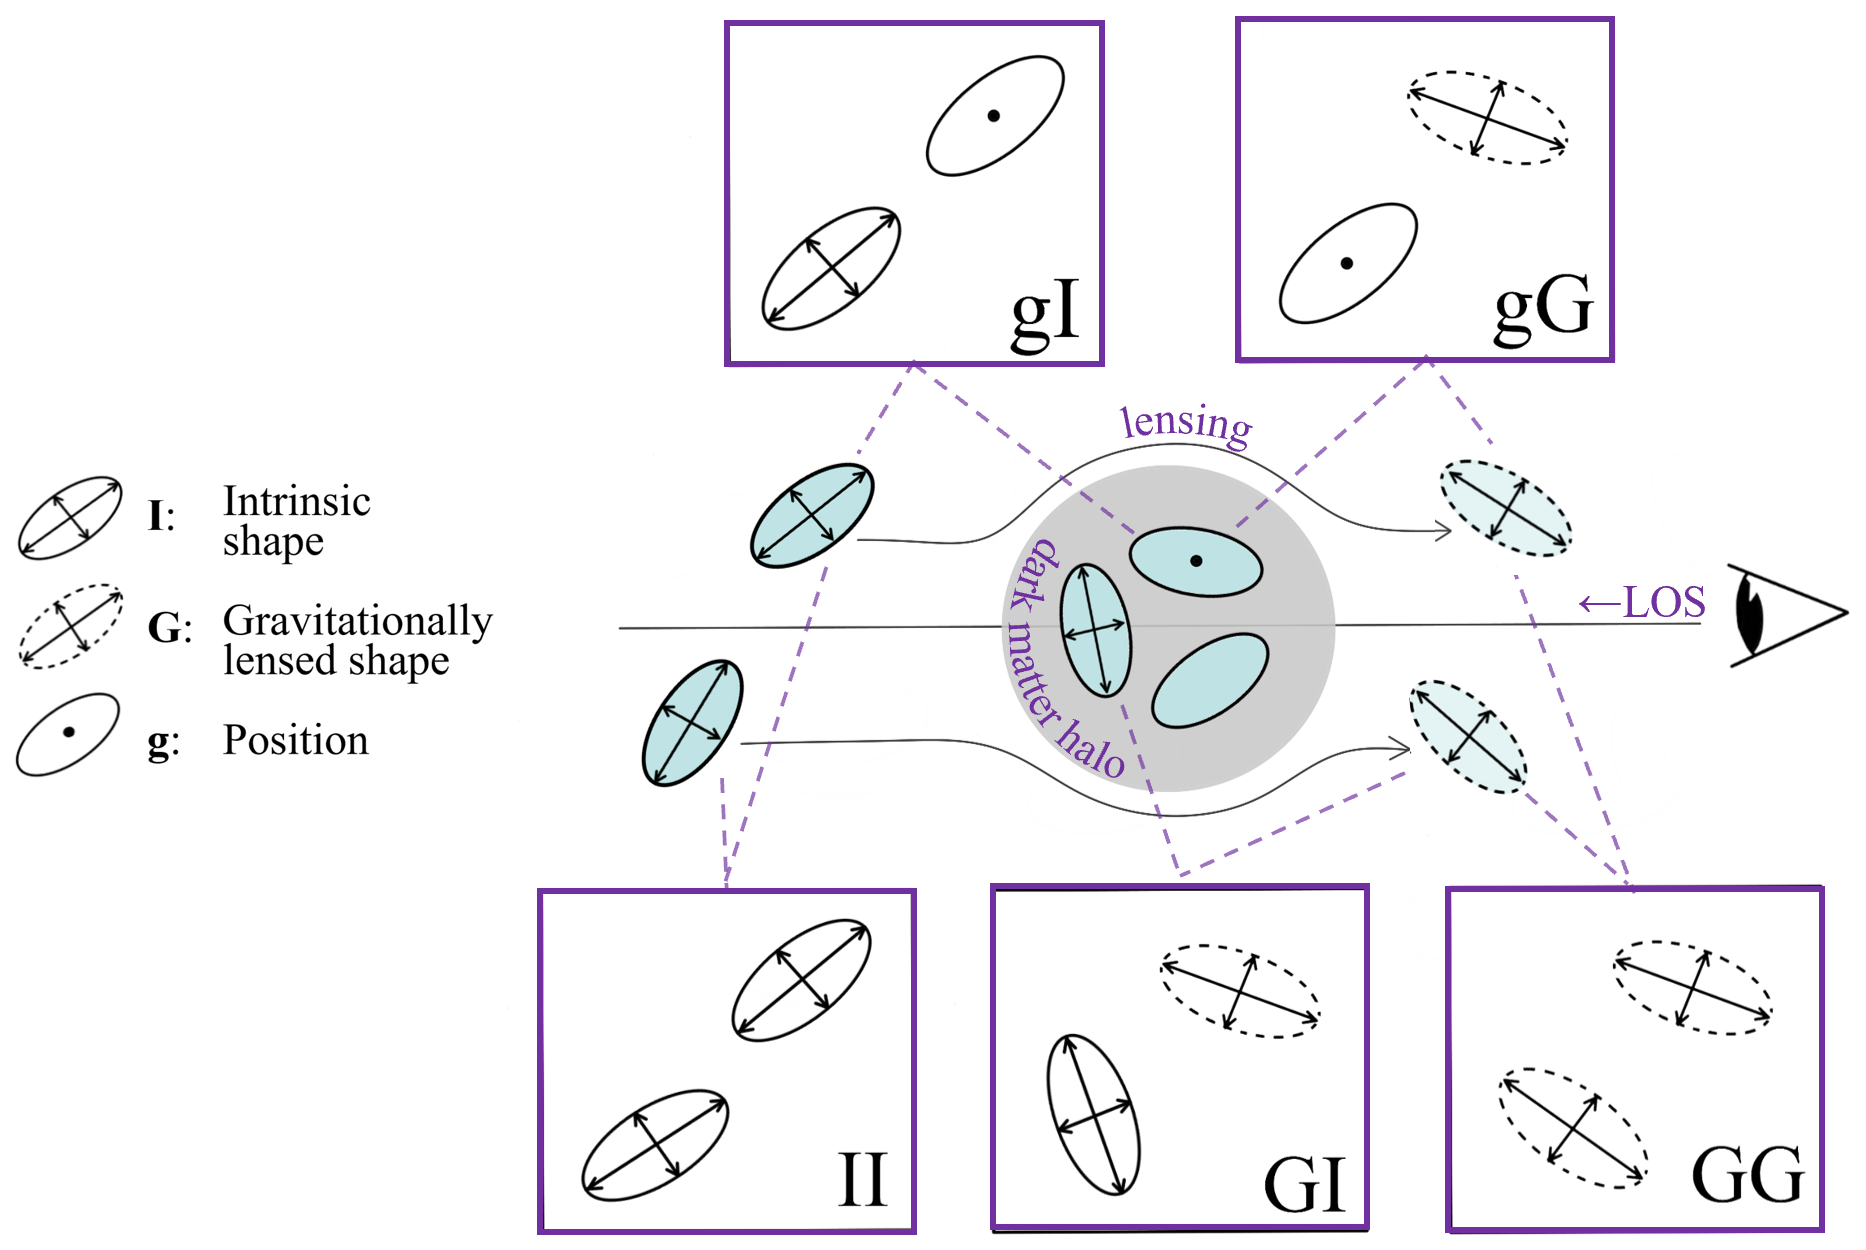 gI
gG
lensing
I: Intrinsic
shape
G: Gravitationally
lensed shape
g: Position
dark matter halo
←LOS
II
GI
GG